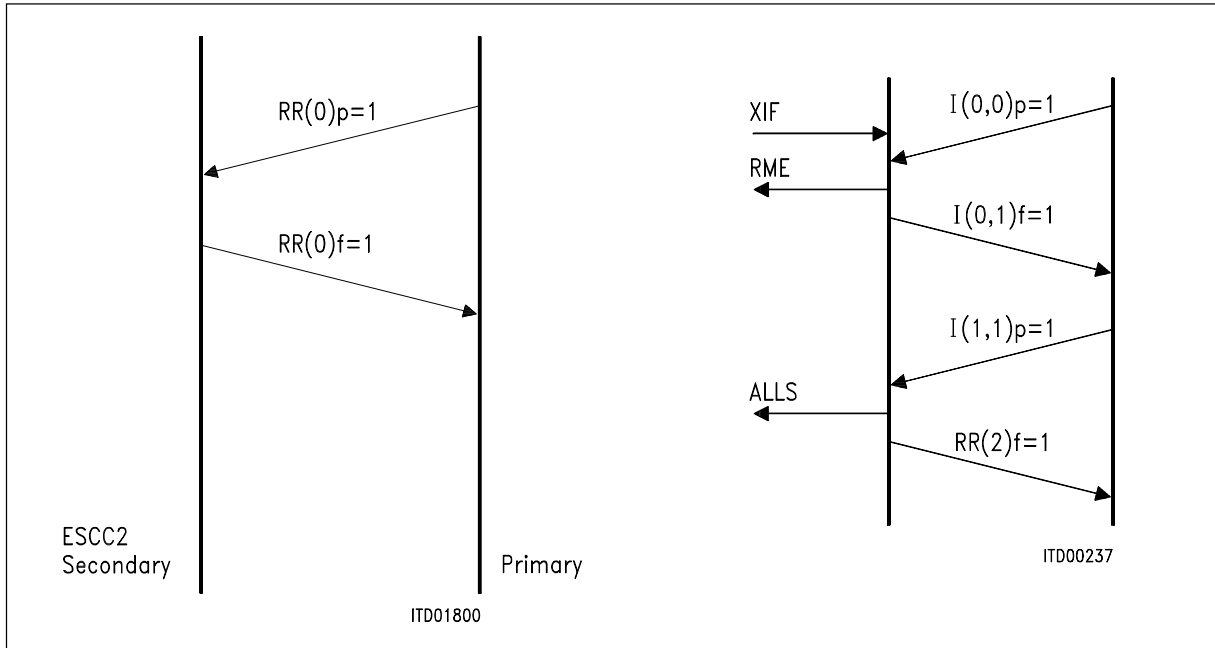 RR(0)p=1
RR(0)f=1
ESCC2
Secondary
Primary
ITD01800
XIF
I(0,0)p=1
RME
I(0,1)f=1
I(1,1)p=1
ALLS
RR(2)f=1
ITD00237